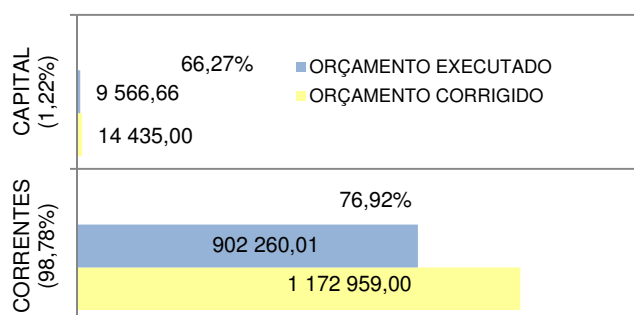 CAPITAL
(1,22%)
66,27%
ORÇAMENTO EXECUTADO
9 566,66
ORÇAMENTO CORRIGIDO
14 435,00
CORRENTES
(98,78%)
76,92%
902 260,01
1 172 959,00